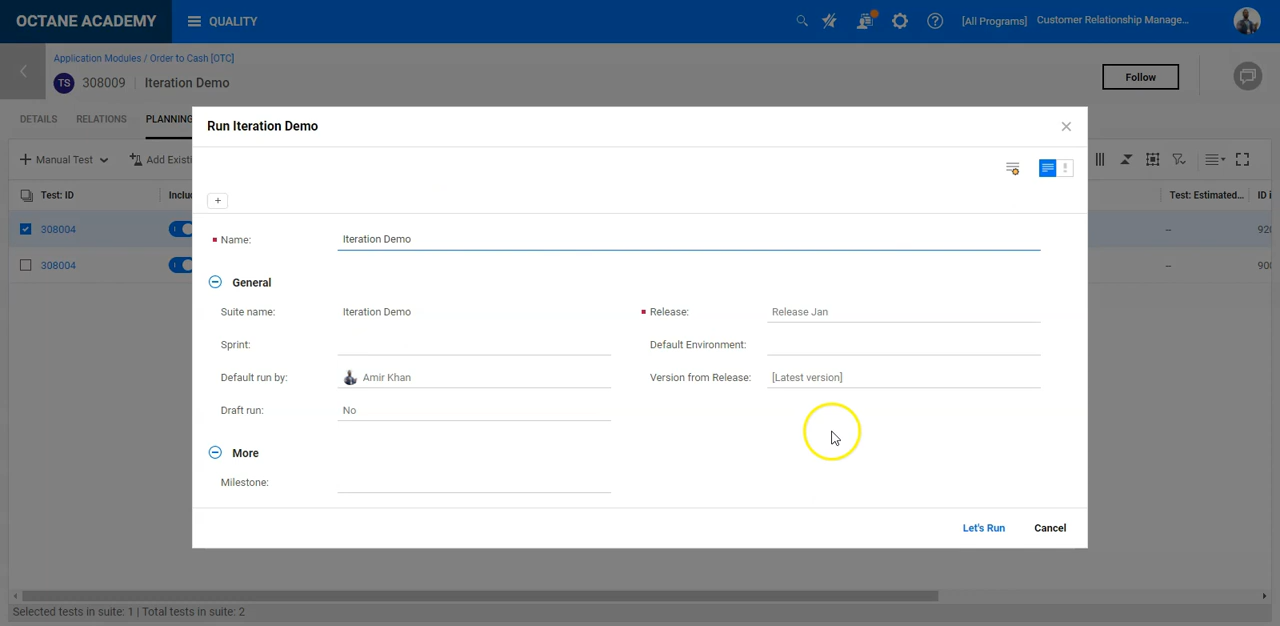 OCTANE ACADEMY
QUALITY
[All Programs] Customer Relationship Manage...
Application Modules / Order to Cash [OTC]
TS 308009 | Iteration Demo
Follow
DETAILS RELATIONS PLANNING
+ Manual Test Add Existi
Test: ID Inclu Test: Estimated... ID i
308004 -- 920
308004 -- 900
Run Iteration Demo
+
Name: Iteration Demo
General
Suite name: Iteration Demo Release: Release Jan
Sprint: Default Environment:
Default run by: Amir Khan Version from Release: [Latest version]
Draft run: No
More
Milestone:
Let's Run Cancel
Selected tests in suite: 1 | Total tests in suite: 2